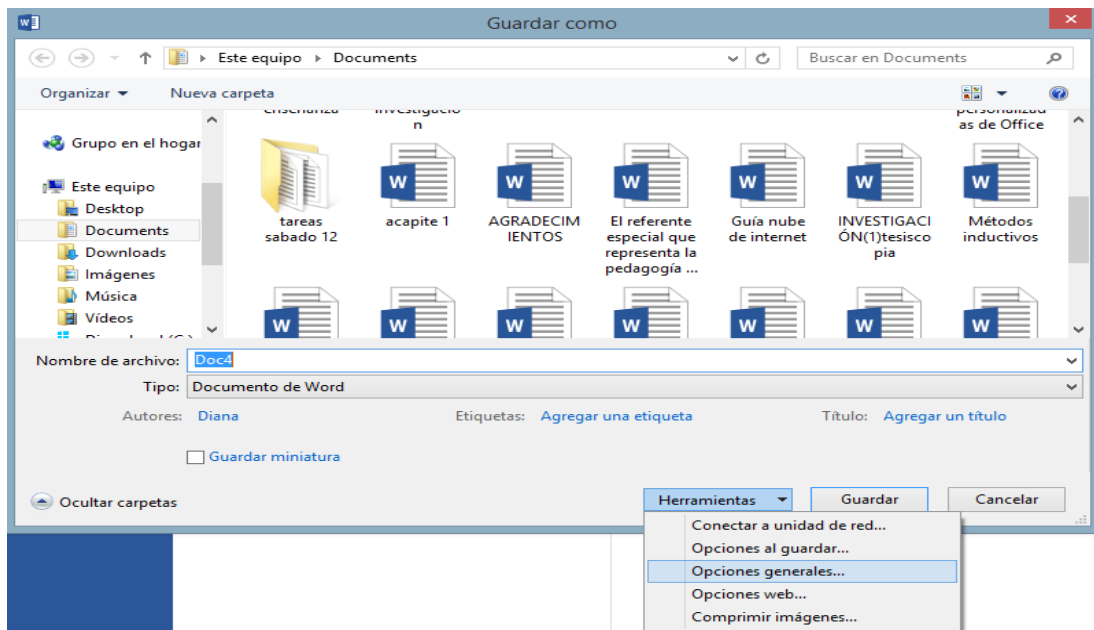 Guardar como
Este equipo Documents
Buscar en Documents
Organizar
Nueva carpeta
enseñanza
investigació
n
personalizad
as de Office
Grupo en el hogar
Este equipo
Desktop
Documents
Downloads
Imágenes
Música
Vídeos
tareas
sabado 12
acapite 1
AGRADECIM
IENTOS
El referente
especial que
representa la
pedagogía ...
Guía nube
de internet
INVESTIGACI
ÓN(1)tesisco
pia
Métodos
inductivos
Nombre de archivo: Doc4
Tipo: Documento de Word
Autores: Diana
Etiquetas: Agregar una etiqueta
Título: Agregar un título
Guardar miniatura
Ocultar carpetas
Herramientas
Guardar
Cancelar
Conectar a unidad de red...
Opciones al guardar...
Opciones generales...
Opciones web...
Comprimir imágenes...